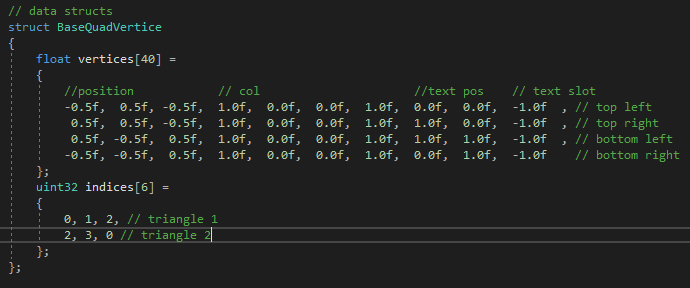 // data structs
struct BaseQuadVertice
{
float vertices[40] =
{
//position // col //text pos // text slot
-0.5f, 0.5f, -0.5f, 1.0f, 0.0f, 0.0f, 1.0f, 0.0f, 0.0f, -1.0f , // top left
0.5f, 0.5f, -0.5f, 1.0f, 0.0f, 0.0f, 1.0f, 1.0f, 0.0f, -1.0f , // top right
0.5f, -0.5f, 0.5f, 1.0f, 0.0f, 0.0f, 1.0f, 1.0f, 1.0f, -1.0f , // bottom left
-0.5f, -0.5f, 0.5f, 1.0f, 0.0f, 0.0f, 1.0f, 0.0f, 1.0f, -1.0f // bottom right
};
uint32 indices[6] =
{
0, 1, 2, // triangle 1
2, 3, 0 // triangle 2
};
};